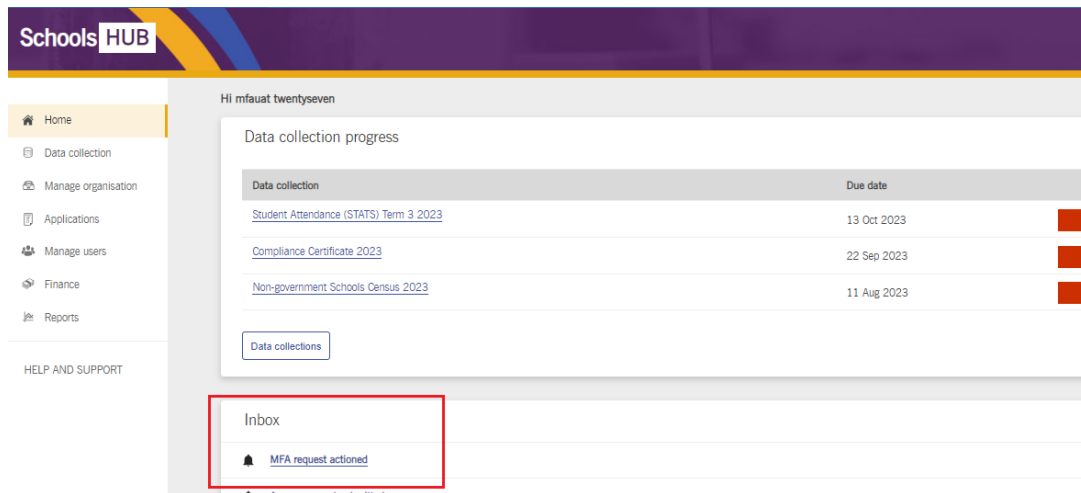 Schools HUB
Hi mfauat twentyseven
Home
Data collection
Manage organisation
Applications
Manage users
Finance
Reports
HELP AND SUPPORT
Data collection progress
Data collection Due date
Student Attendance (STATS) Term 3 2023 13 Oct 2023
Compliance Certificate 2023 22 Sep 2023
Non-government Schools Census 2023 11 Aug 2023
Data collections
Inbox
MFA request actioned